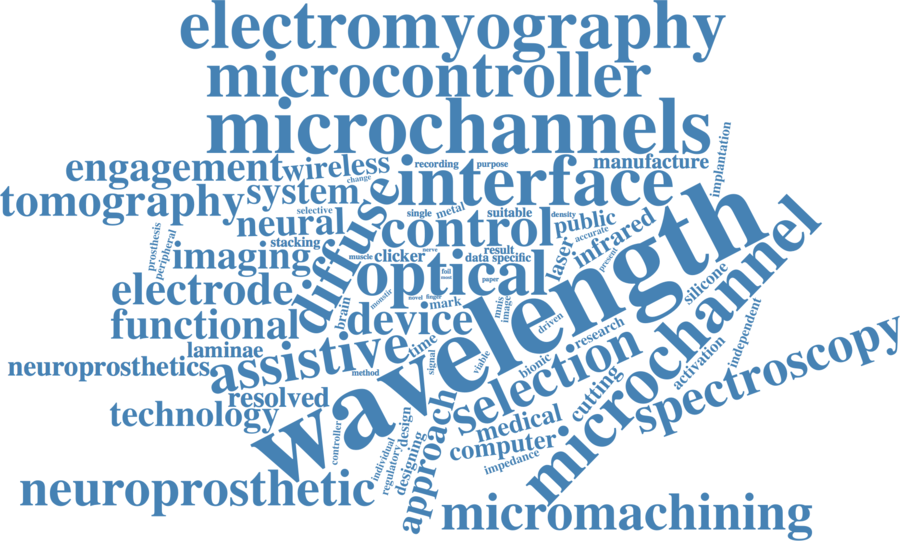 electromyography
microcontroller
microchannels
implantation
engagement
wireless
recording
purpose
manufacture
change
interface
tomography
system
selective
diffuse
single
metal
suitable
density
public
neural
control
accurate
infrared
prosthesis
peripheral
stacking
imaging
muscle
clicker
nerve
result
data specific
laser
present
optical
foil
paper
wavelength
microchannel
silicone
electrode
brain
monstir
novel
finger
mark
mnis
image
driven
independent
functional
device
research
laminae
assistive
time
signal
viable
bionic
selection
activation
spectroscopy
neuroprosthetics
method
resolved
cutting
technology
approach
medical
controller
design
computer
individual
regulatory
designing
impedance
neuroprosthetic
micromachining